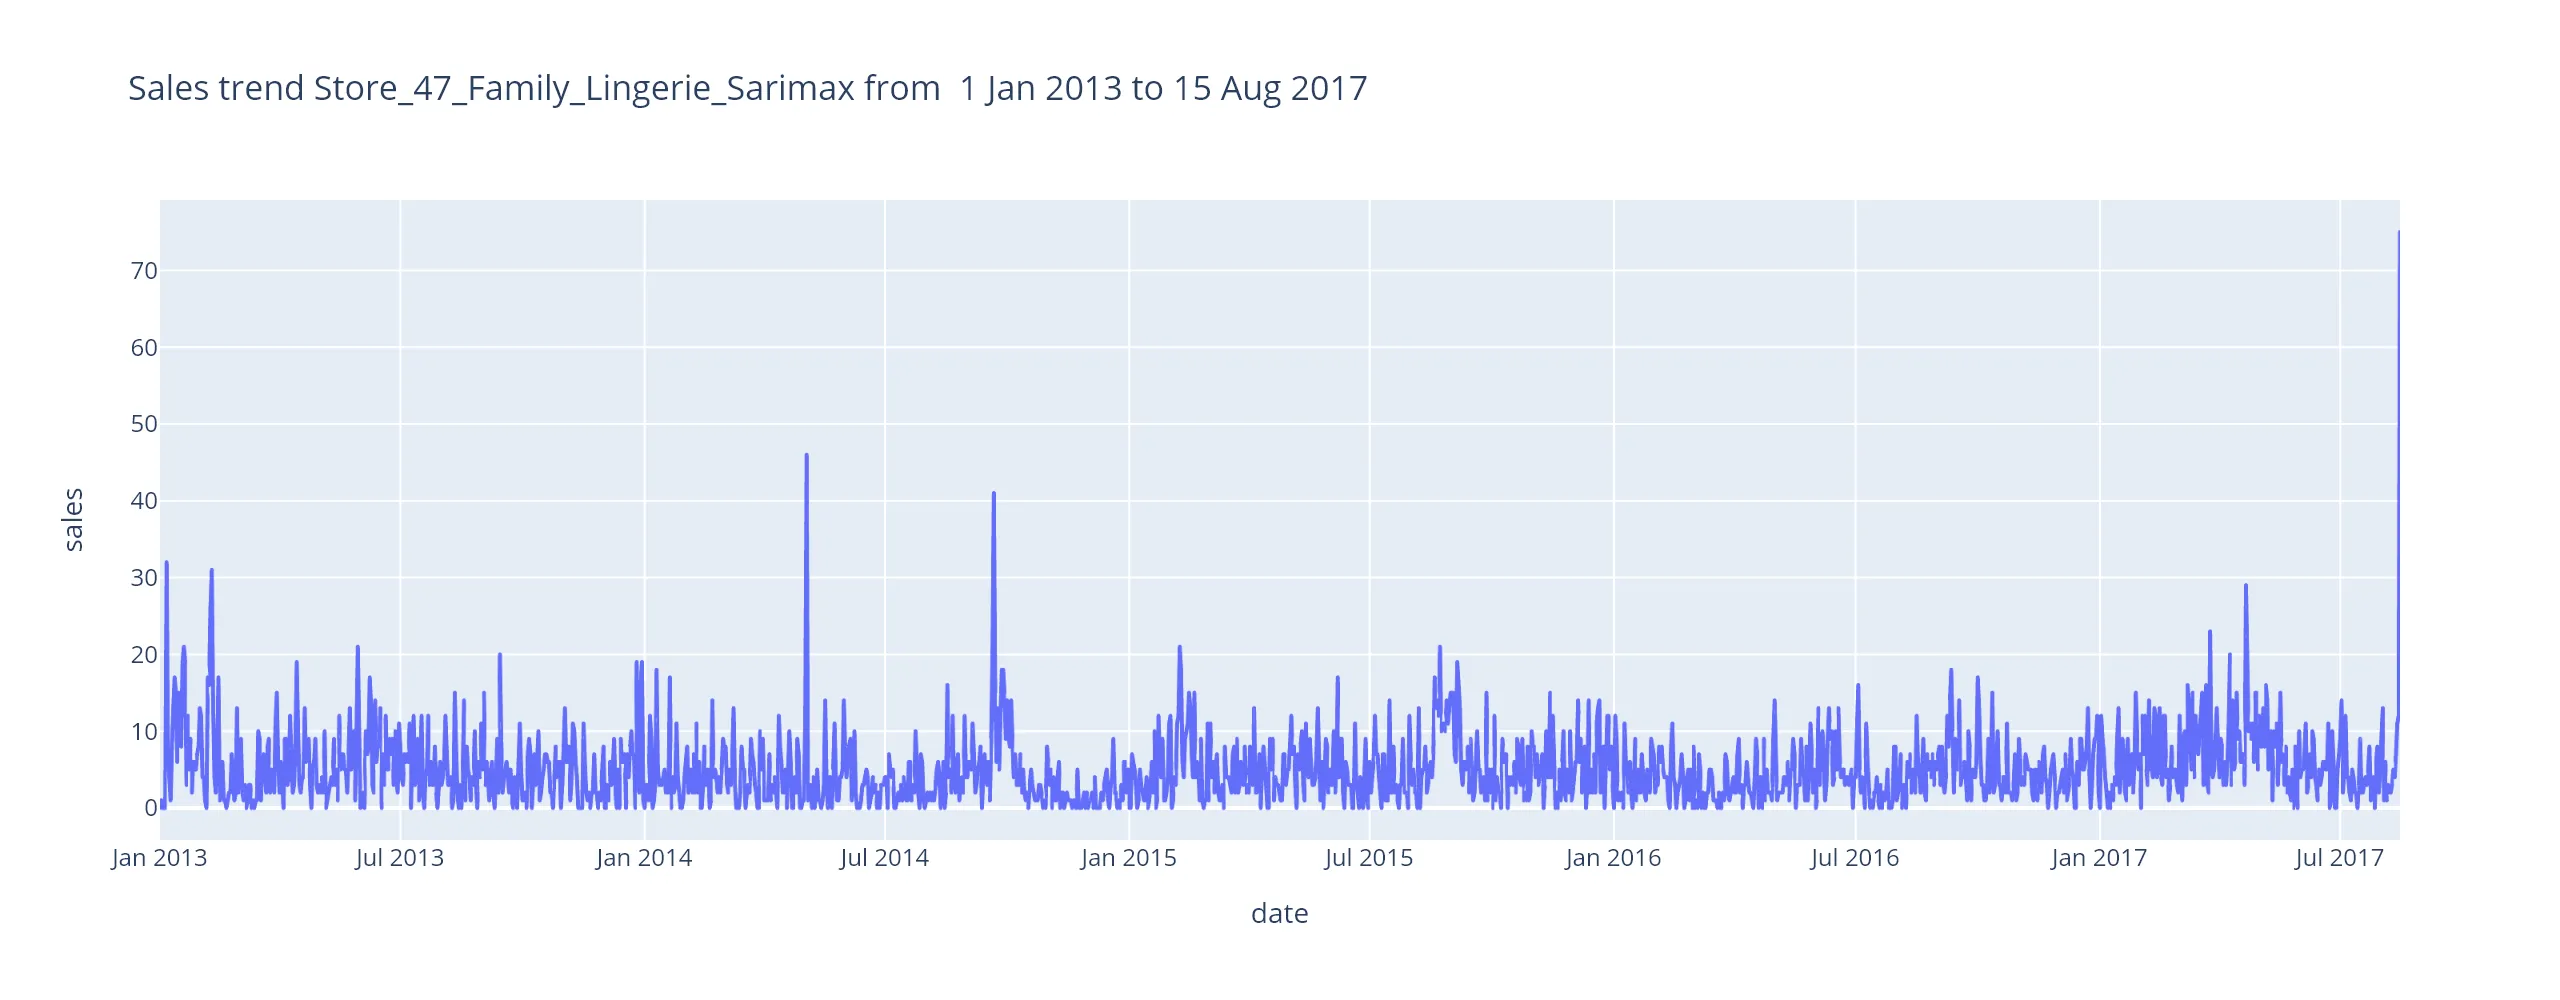 Sales trend Store_47_Family_Lingerie_Sarimax from  1 Jan 2013 to 15 Aug 2017
70
60
50
40
30
20
10
0
sales
Jan 2013 Jul 2013 Jan 2014 Jul 2014 Jan 2015 Jul 2015 Jan 2016 Jul 2016 Jan 2017 Jul 2017
date